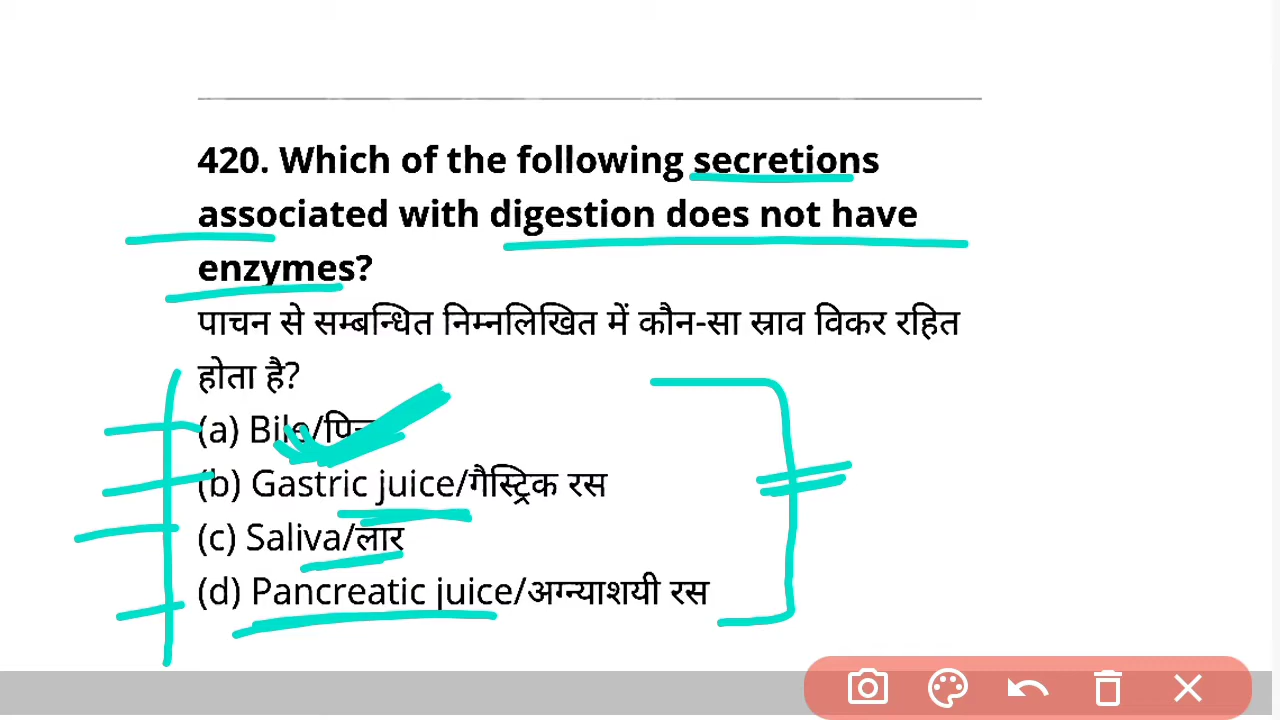 420. Which of the following secretions
associated with digestion does not have
enzymes?
पाचन से सम्बन्धित निम्नलिखित में कौन-सा स्राव विकर रहित
होता है?
(a) Bile/
(b) Gastric juice/गैस्ट्रिक रस
(c) Saliva/लार
(d) Pancreatic juice/अग्न्याशयी रस